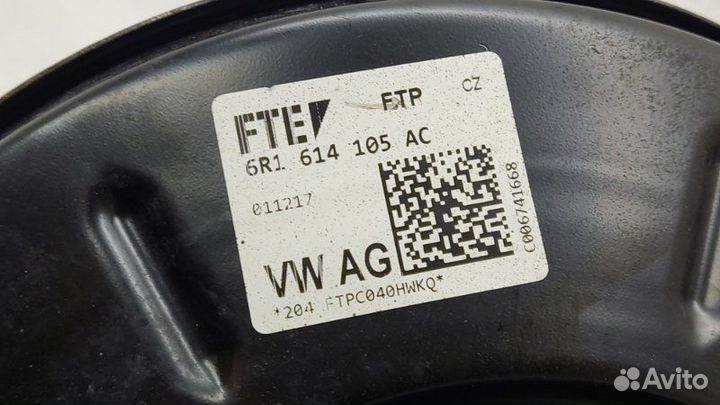 FTE FTP CZ
6R1 614 105 AC
011217
VW AG
*204 FTPC040HWKQ*
C006741668
Avito